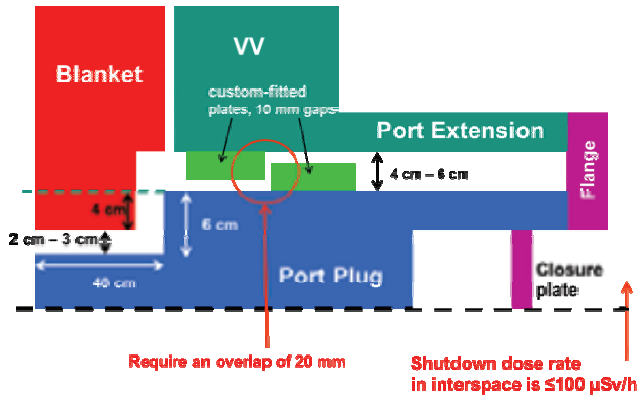 VV
Blanket
custom-fitted
plates, 10 mm gaps
Port Extension
Flange
4 cm – 6 cm
4 cm
6 cm
2 cm – 3 cm
40 cm
Port Plug
Closure
plate
Require an overlap of 20 mm
Shutdown dose rate
in interspace is ≤100 µSv/h